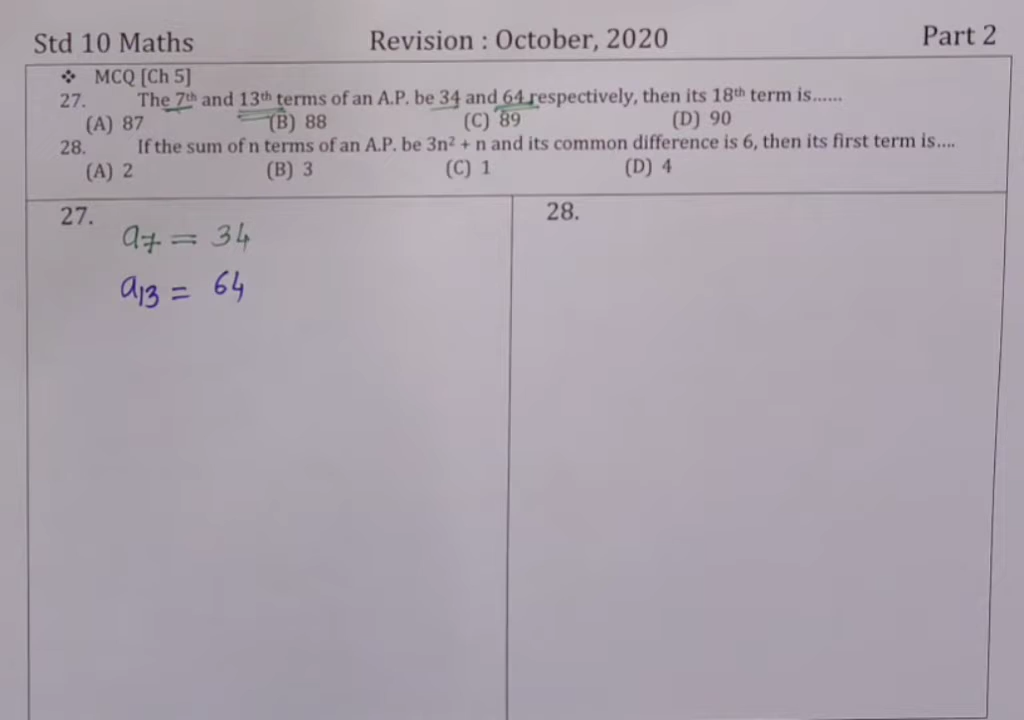 Std 10 Maths Revision : October, 2020 Part 2
❖ MCQ [Ch 5]
27. The 7th and 13th terms of an A.P. be 34 and 64 respectively, then its 18th term is......
(A) 87 (B) 88 (C) 89 (D) 90
28. If the sum of n terms of an A.P. be 3n² + n and its common difference is 6, then its first term is....
(A) 2 (B) 3 (C) 1 (D) 4
27. 28.
a₇ = 34
a₁₃ = 64